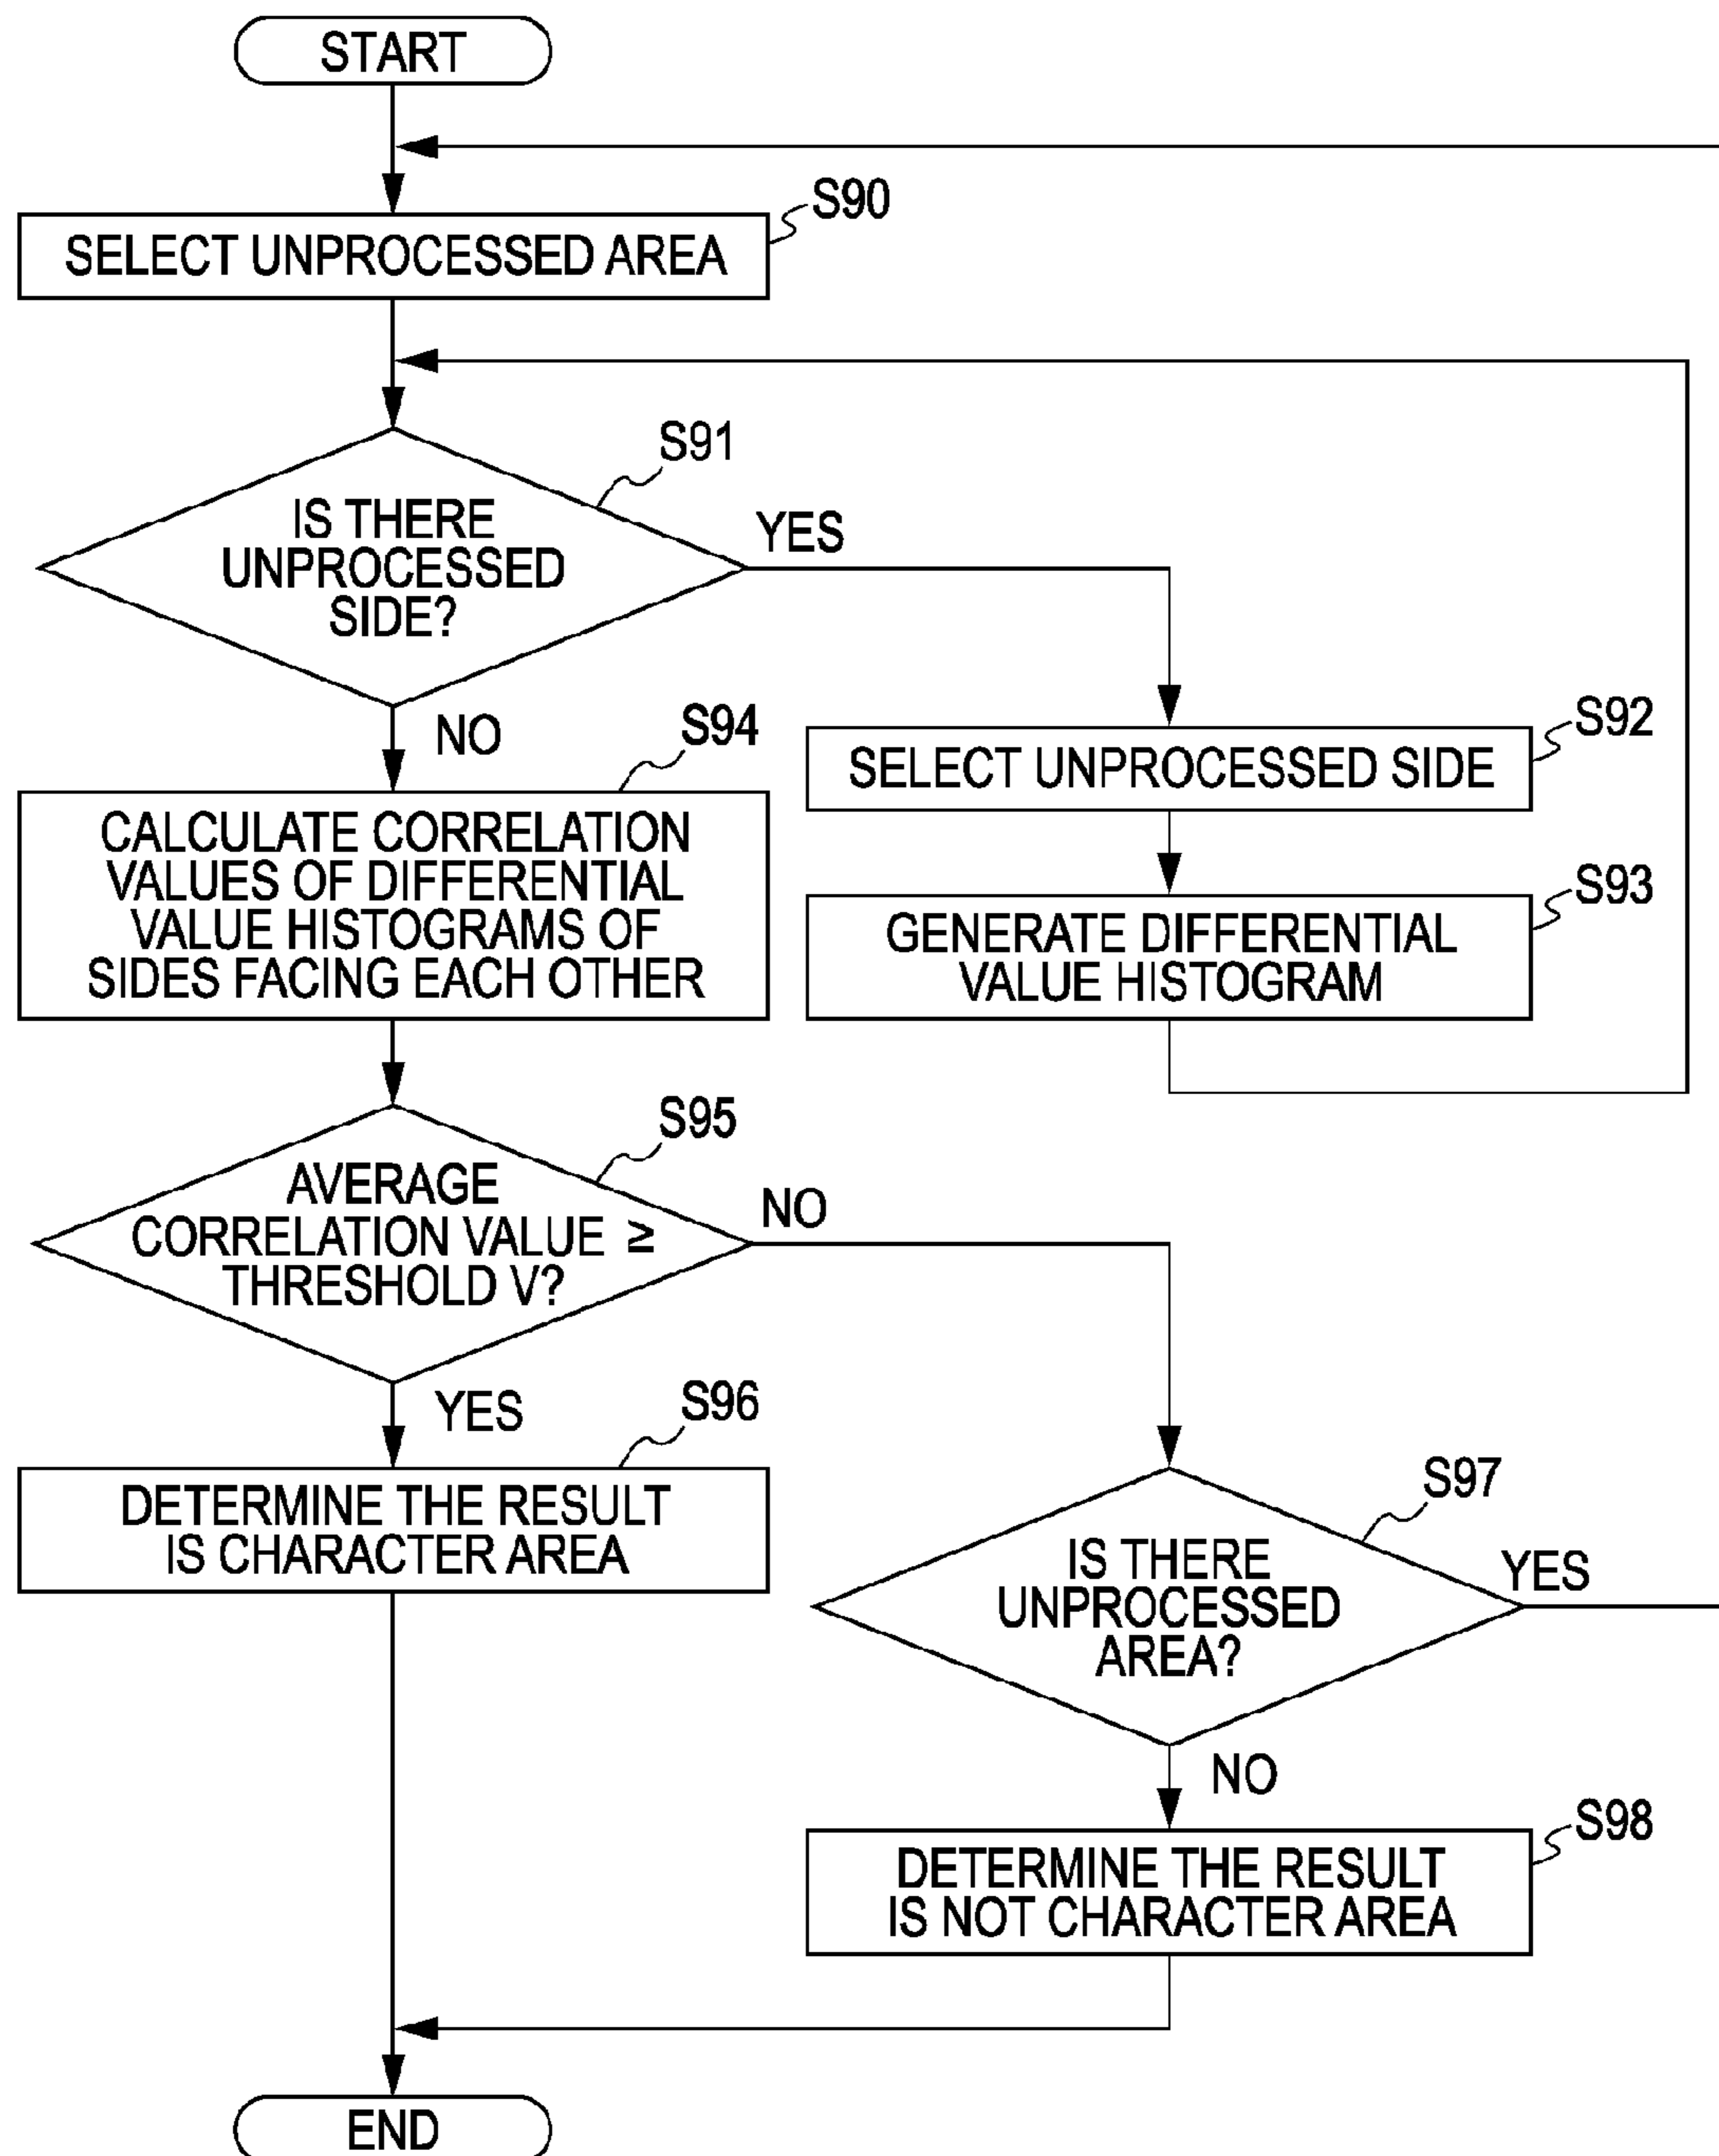 START
S90
SELECT UNPROCESSED AREA
S91
IS THERE
UNPROCESSED
SIDE?
YES
NO
S92
SELECT UNPROCESSED SIDE
S93
GENERATE DIFFERENTIAL
VALUE HISTOGRAM
S94
CALCULATE CORRELATION
VALUES OF DIFFERENTIAL
VALUE HISTOGRAMS OF
SIDES FACING EACH OTHER
S95
AVERAGE
CORRELATION VALUE ≥
THRESHOLD V?
NO
YES
S96
DETERMINE THE RESULT
IS CHARACTER AREA
S97
IS THERE
UNPROCESSED
AREA?
YES
NO
S98
DETERMINE THE RESULT
IS NOT CHARACTER AREA
END